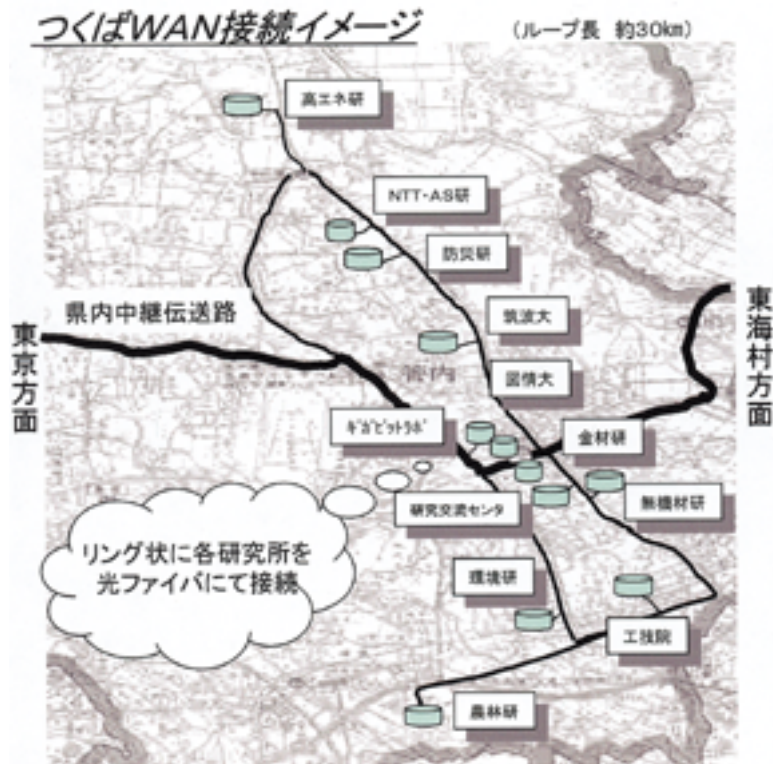 つくばWAN接続イメージ
(ループ長 約30km)
高エネ研
NTT・AS研
防災研
筑波大
図情大
県内中継伝送路
東京方面
東海村方面
ギガビットラボ
金材研
研究交流センタ
無機材研
リング状に各研究所を
光ファイバにて接続
環境研
工技院
農林研